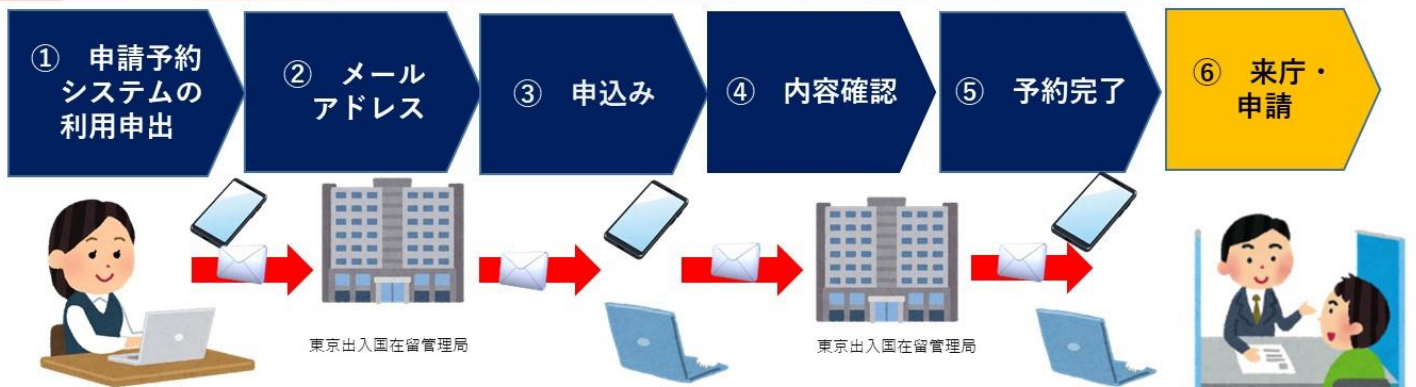 ① 申請予約
システムの
利用申出
② メール
アドレス
③ 申込み
④ 内容確認
⑤ 予約完了
⑥ 来庁・
申請
東京出入国在留管理局
東京出入国在留管理局